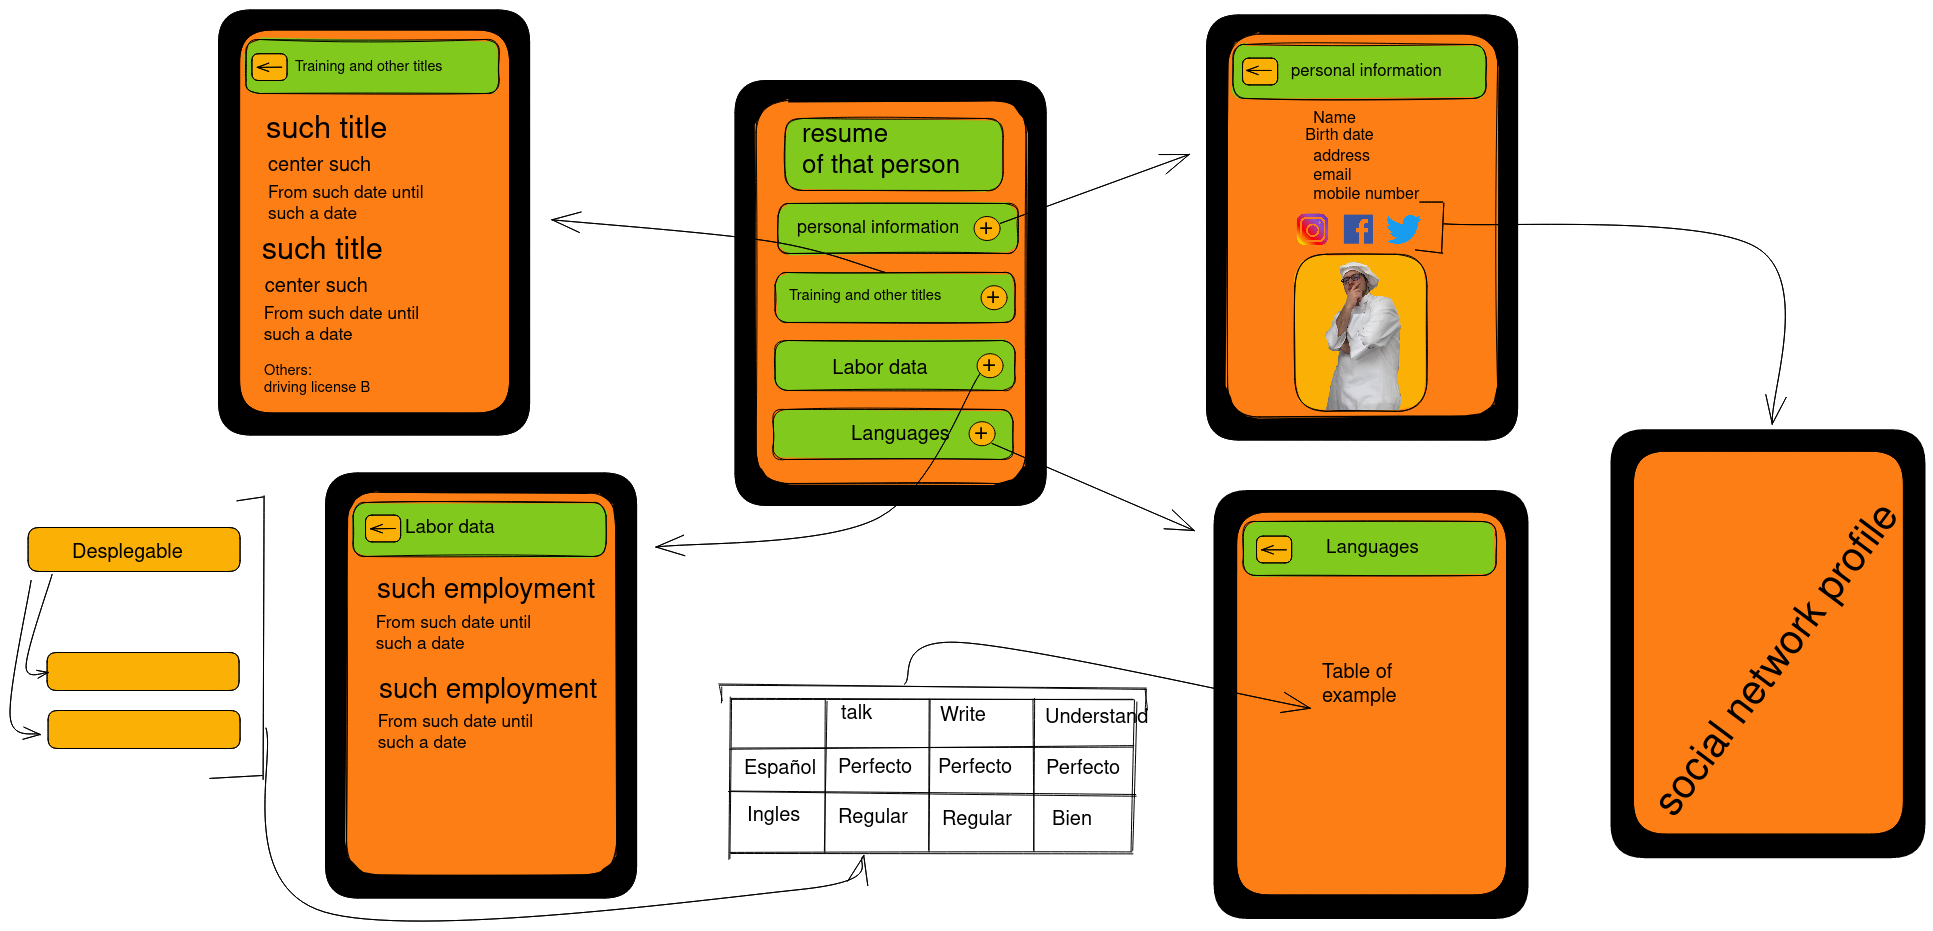 Training and other titles
such title
center such
From such date until
such a date
such title
center such
From such date until
such a date
Others:
driving license B
resume
of that person
personal information
Training and other titles
Labor data
Languages
personal information
Name
Birth date
address
email
mobile number
Desplegable
Labor data
such employment
From such date until
such a date
such employment
From such date until
such a date
talk Write Understand
Español Perfecto Perfecto Perfecto
Ingles Regular Regular Bien
Languages
Table of
example
social network profile